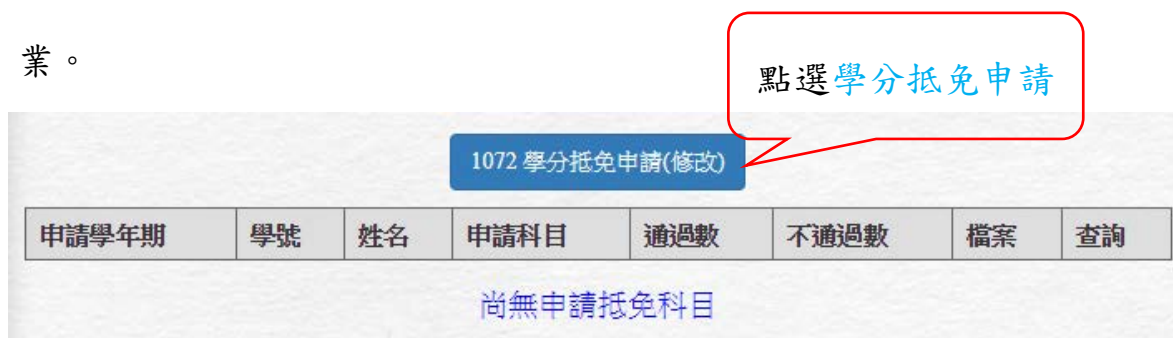 業。
點選學分抵免申請
1072 學分抵免申請(修改)
申請學年期 學號 姓名 申請科目 通過數 不通過數 檔案 查詢
尚無申請抵免科目